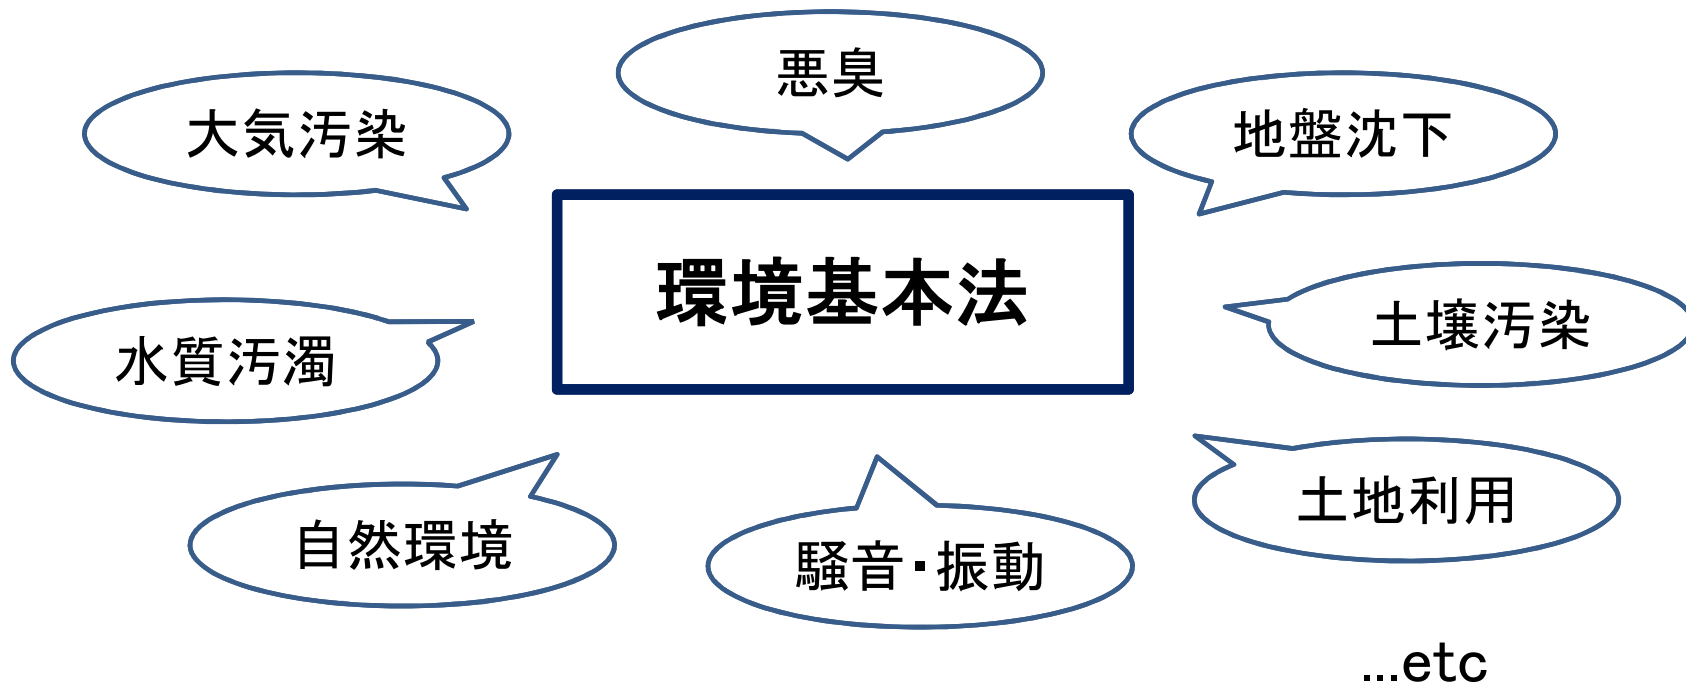 悪臭
大気汚染
地盤沈下
環境基本法
土壌汚染
水質汚濁
土地利用
自然環境
騒音・振動
…etc